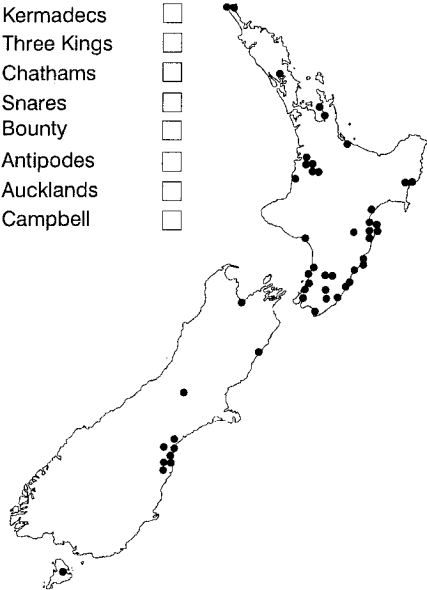 Kermadecs
Three Kings
Chathams
Snares
Bounty
Antipodes
Aucklands
Campbell